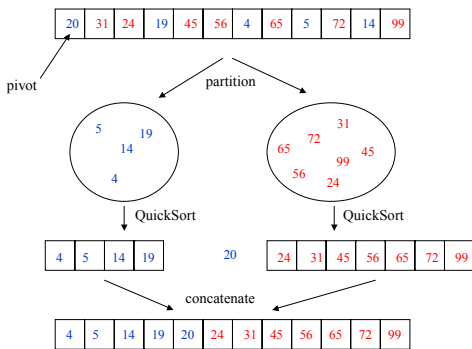 20 31 24 19 45 56 4 65 5 72 14 99
pivot
partition
5 19
14
4
31
72
65 45
99
56
24
QuickSort QuickSort
4 5 14 19 20 24 31 45 56 65 72 99
concatenate
4 5 14 19 20 24 31 45 56 65 72 99